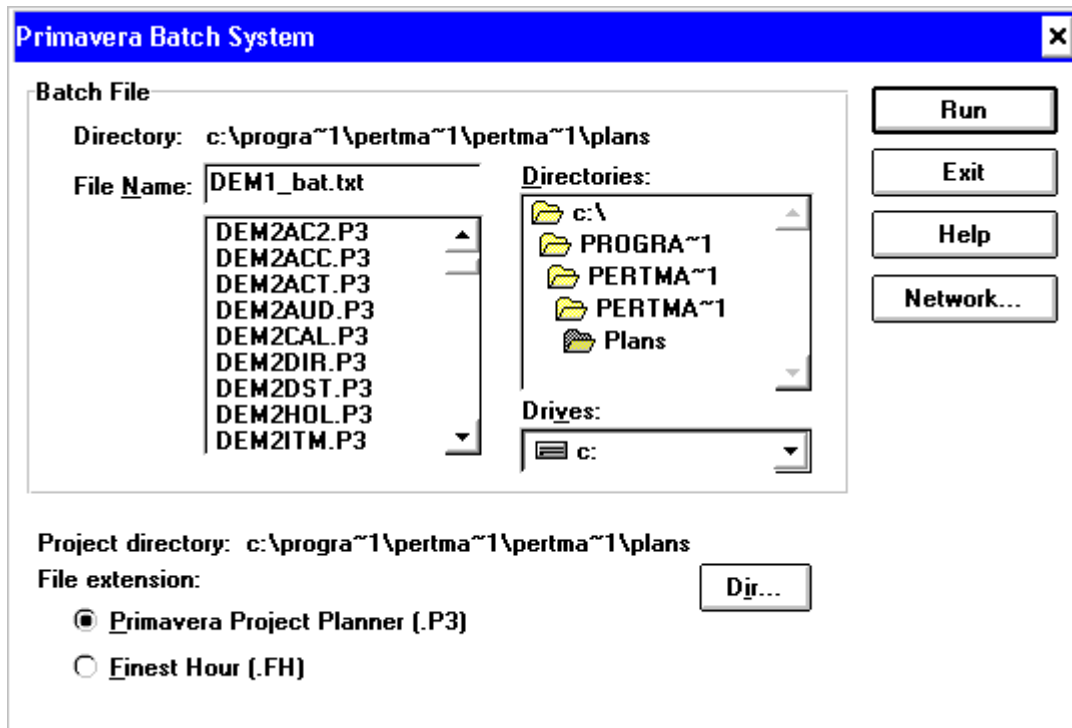 Primavera Batch System
Batch File
Directory: c:\progra~1\pertma~1\pertma~1\plans
File Name: DEM1_bat.txt
DEM2AC2.P3
DEM2ACC.P3
DEM2ACT.P3
DEM2AUD.P3
DEM2CAL.P3
DEM2DIR.P3
DEM2DST.P3
DEM2HOL.P3
DEM2ITM.P3
Directories:
c:\
PROGRA~1
PERTMA~1
PERTMA~1
Plans
Drives:
c:
Run
Exit
Help
Network...
Project directory: c:\progra~1\pertma~1\pertma~1\plans
File extension:
Dir...
Primavera Project Planner (.P3)
Finest Hour (.FH)